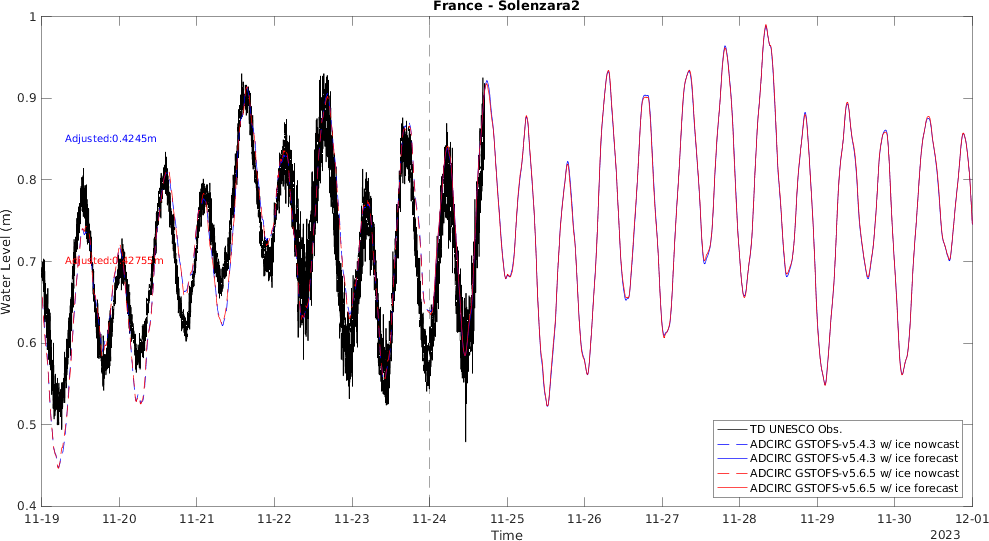 France - Solenzara2
1
0.9
0.8
0.7
0.6
0.5
0.4
Water Level (m)
Adjusted:0.4245m
Adjusted:0.42755m
TD UNESCO Obs.
ADCIRC GSTOFS-v5.4.3 w/ ice nowcast
ADCIRC GSTOFS-v5.4.3 w/ ice forecast
ADCIRC GSTOFS-v5.6.5 w/ ice nowcast
ADCIRC GSTOFS-v5.6.5 w/ ice forecast
11-19 11-20 11-21 11-22 11-23 11-24 11-25 11-26 11-27 11-28 11-29 11-30 12-01
Time
2023